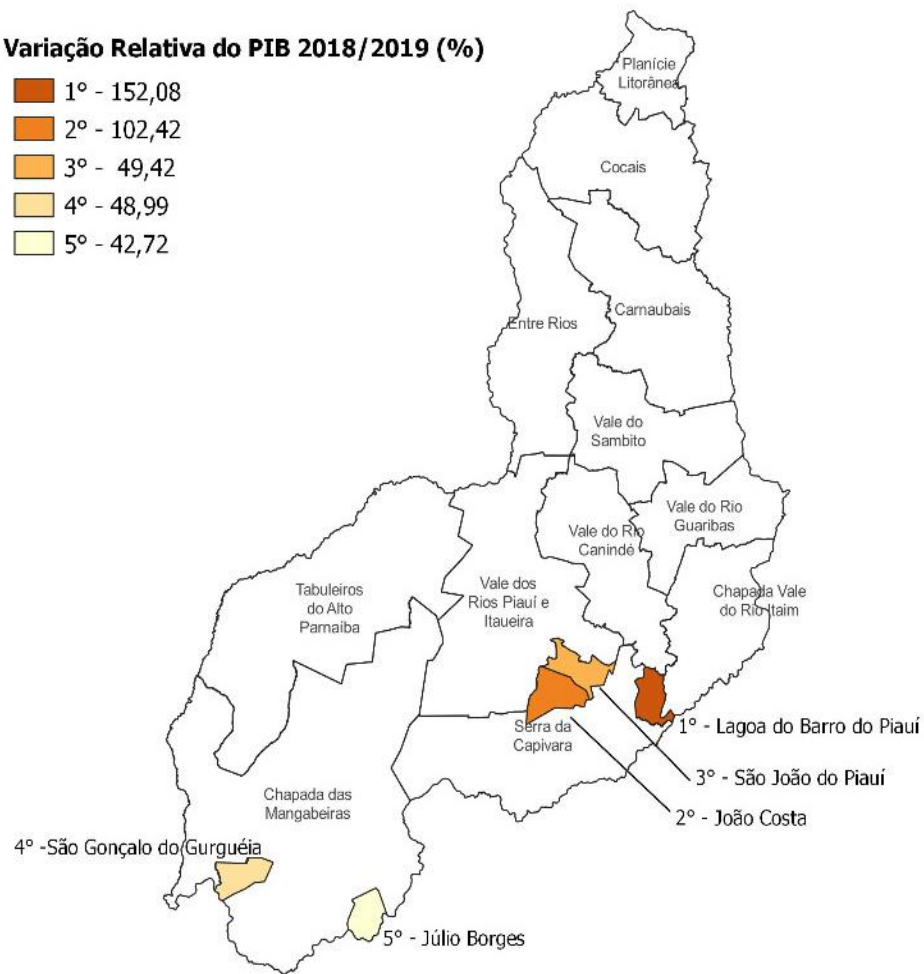 Variação Relativa do PIB 2018/2019 (%)
1° - 152,08
2° - 102,42
3° - 49,42
4° - 48,99
5° - 42,72
Planície
Litorânea
Cocais
Carnaubais
Entre Rios
Vale do
Sambito
Vale do Rio
Guaribas
Vale do Rio
Canindé
Chapada Vale
do Rio Itaim
Tabuleiros
do Alto
Parnaíba
Vale dos
Rios Piauí e
Itaueira
1° - Lagoa do Barro do Piauí
Serra da
Capivara
3° - São João do Piauí
2° - João Costa
Chapada das
Mangabeiras
4° -São Gonçalo do Gurguéia
5° - Júlio Borges